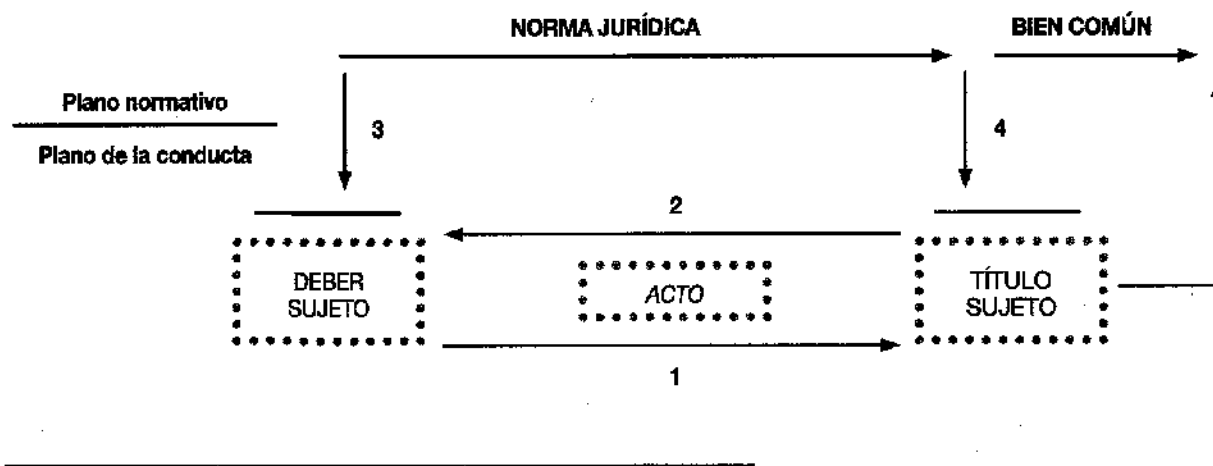 NORMA JURÍDICA
BIEN COMÚN
Plano normativo
Plano de la conducta
3
4
2
DEBER
SUJETO
ACTO
TÍTULO
SUJETO
1